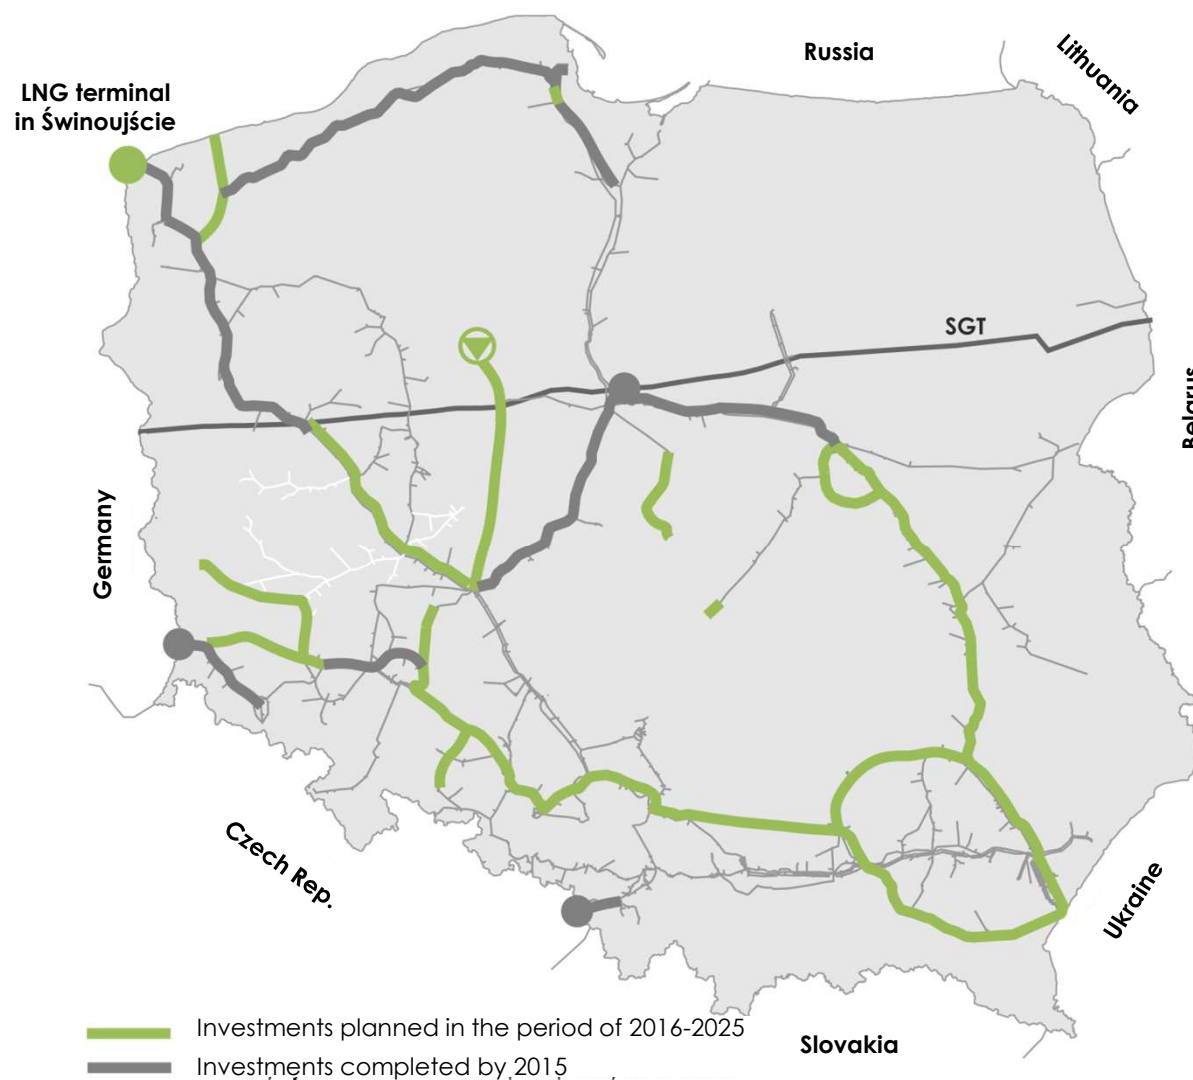 Russia
Lithuania
LNG terminal
in Świnoujście
SGT
Belarus
Germany
Czech Rep.
Ukraine
Investments planned in the period of 2016-2025
Slovakia
Investments completed by 2015